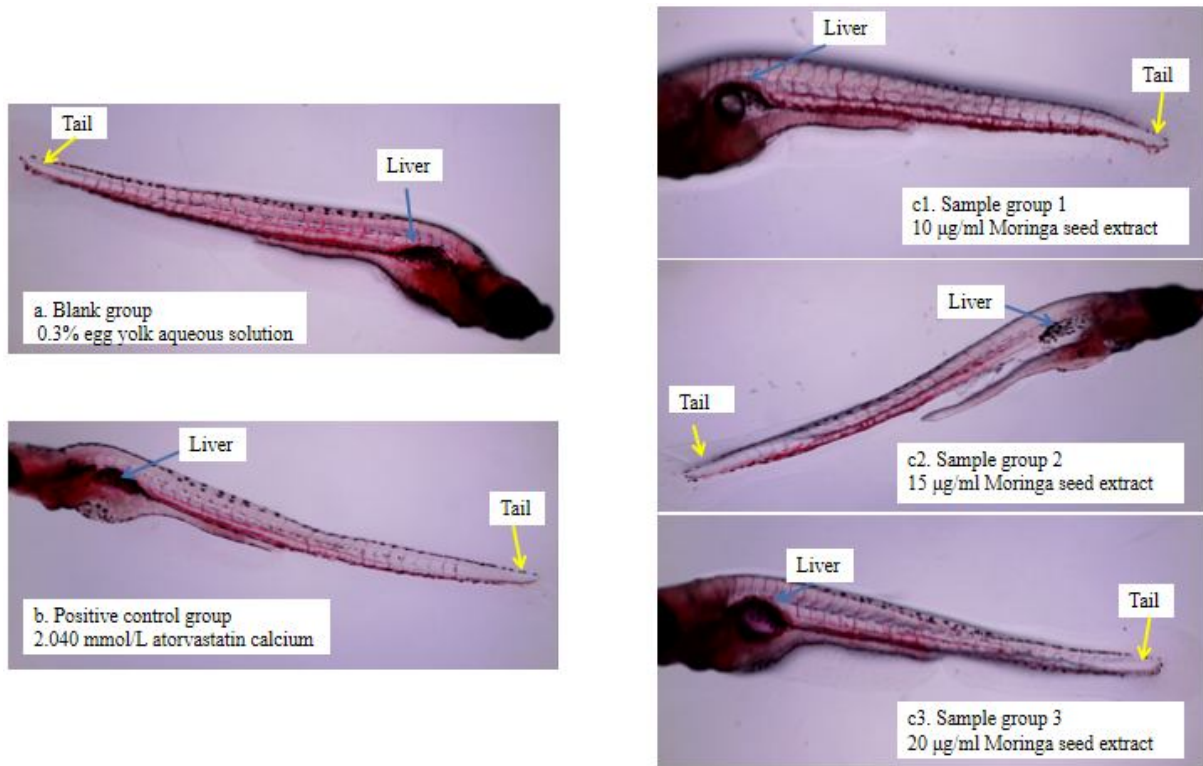 Tail
Liver
a. Blank group
0.3% egg yolk aqueous solution
Liver
Tail
b. Positive control group
2.040 mmol/L atorvastatin calcium
Liver
Tail
c1. Sample group 1
10 μg/ml Moringa seed extract
Liver
Tail
c2. Sample group 2
15 μg/ml Moringa seed extract
Liver
Tail
c3. Sample group 3
20 μg/ml Moringa seed extract